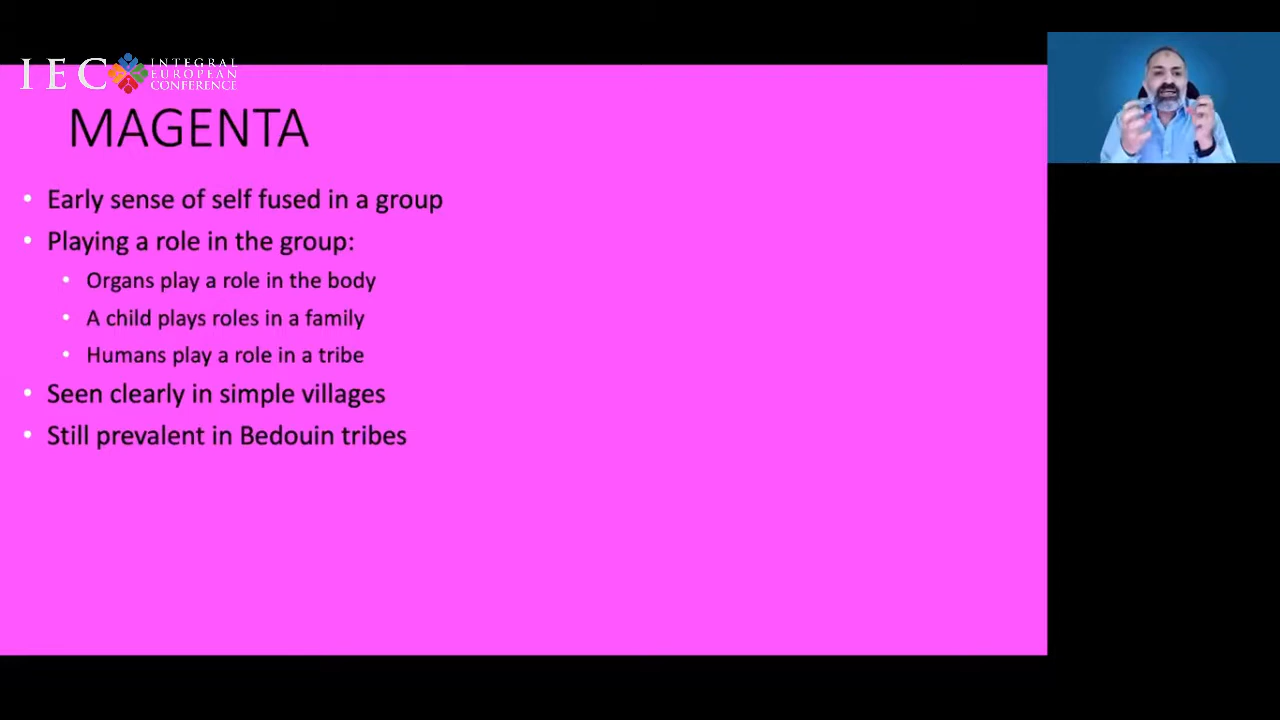 IEC INTEGRAL
EUROPEAN
CONFERENCE
MAGENTA
• Early sense of self fused in a group
• Playing a role in the group:
• Organs play a role in the body
• A child plays roles in a family
• Humans play a role in a tribe
• Seen clearly in simple villages
• Still prevalent in Bedouin tribes